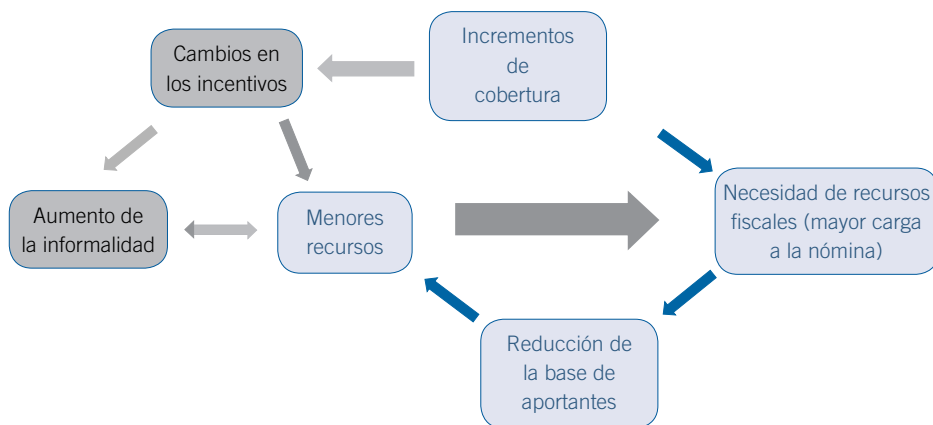 Cambios en
los incentivos
Incrementos
de
cobertura
Aumento de
la informalidad
Menores
recursos
Necesidad de recursos
fiscales (mayor carga
a la nómina)
Reducción de
la base de
aportantes